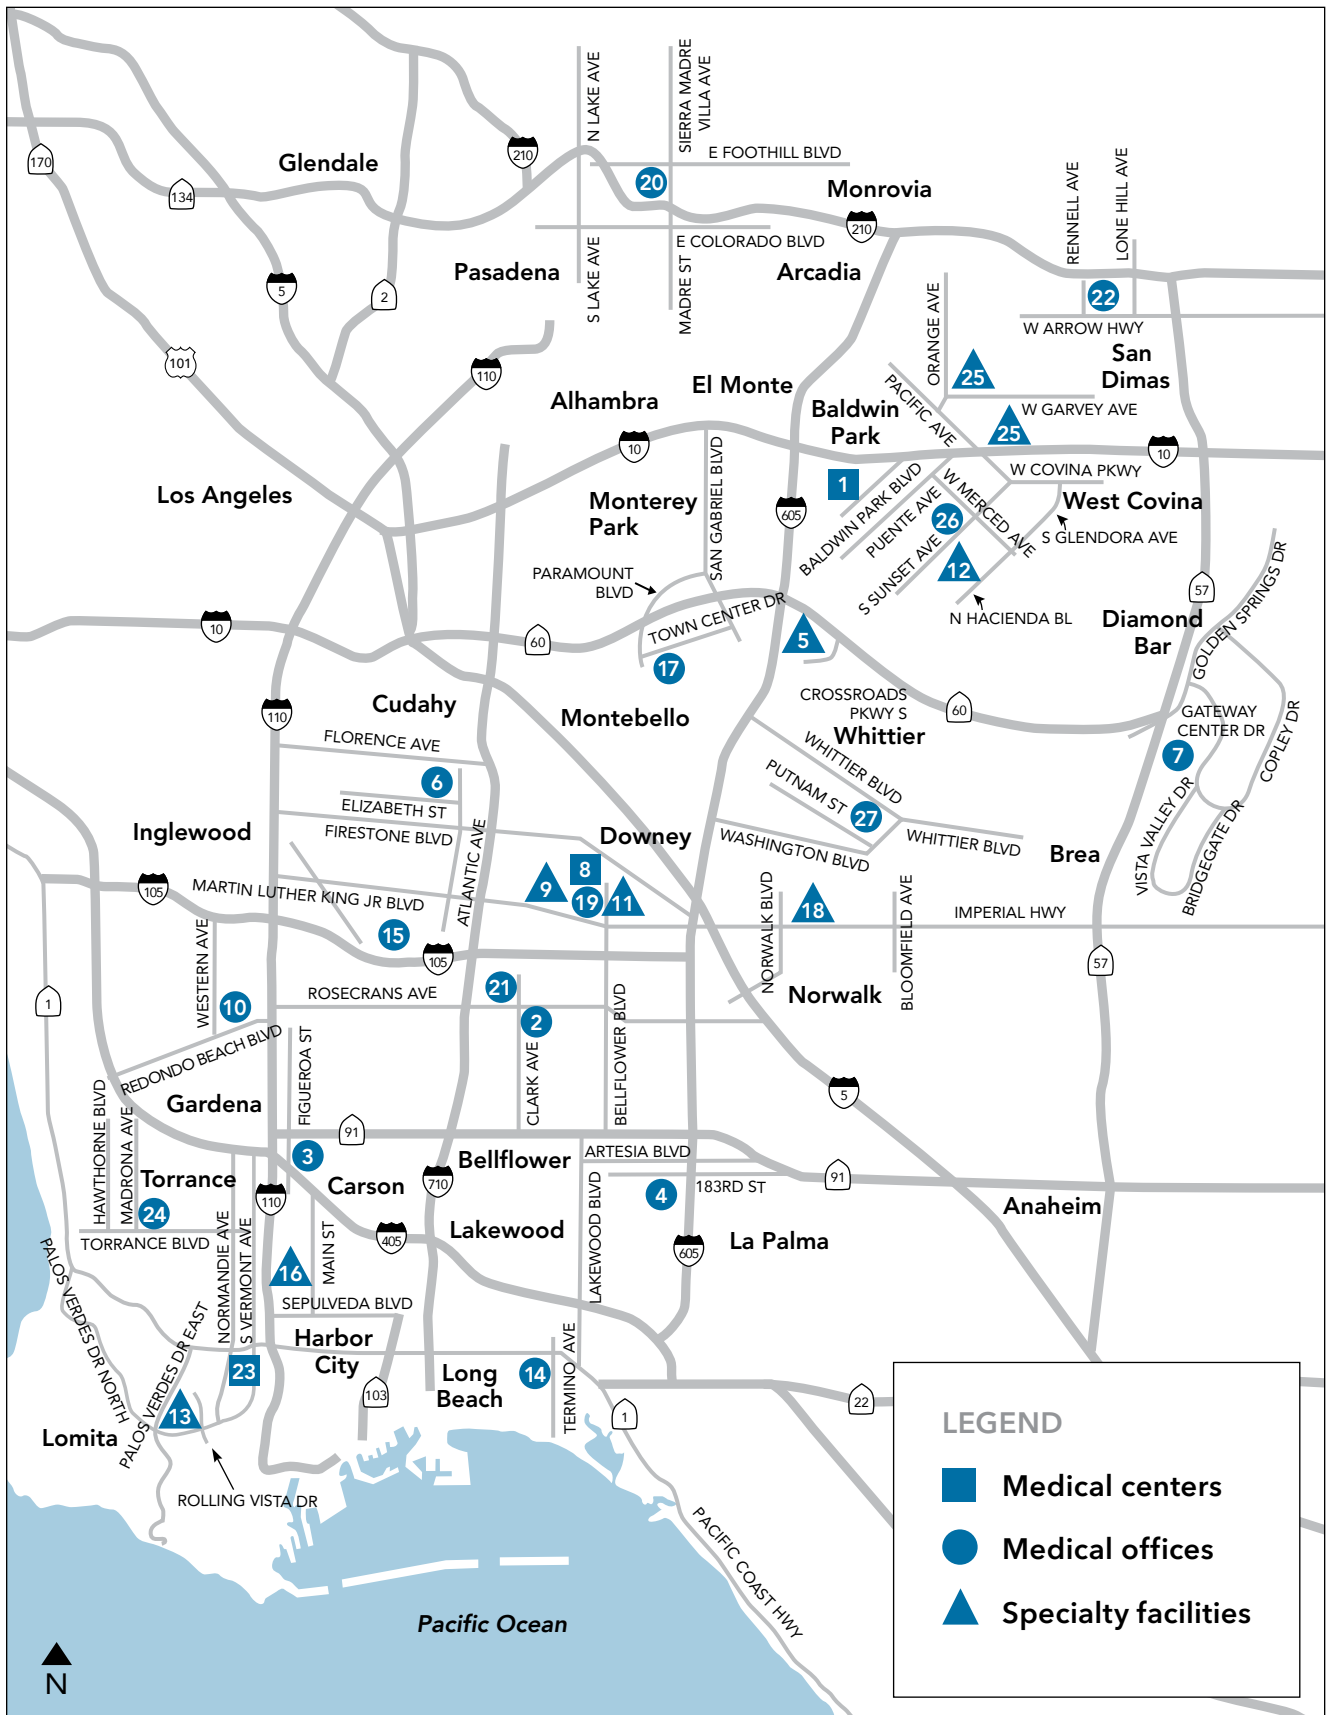 N LAKE AVE
SIERRA MADRE
VILLA AVE
E FOOTHILL BLVD
210
170
Glendale
20
134
Monrovia
RENNELL AVE
LONE HILL AVE
210
E COLORADO BLVD
Pasadena
Arcadia
S LAKE AVE
MADRE ST
5
2
22
ORANGE AVE
W ARROW HWY
101
110
San
Dimas
25
El Monte
Alhambra
PACIFIC AVE
Baldwin
Park
W GARVEY AVE
25
10
10
SAN GABRIEL BLVD
W COVINA PKWY
1
Los Angeles
Monterey
Park
605
BALDWIN PARK BLVD
PUENTE AVE
W MERCED AVE
26
West Covina
S GLENDORA AVE
S SUNSET AVE
12
PARAMOUNT
BLVD
N HACIENDA BL
57
GOLDEN SPRINGS DR
Diamond
Bar
10
60
TOWN CENTER DR
5
17
CROSSROADS
PKWY S
60
Cudahy
110
Montebello
Whittier
GATEWAY
CENTER DR
COPLEY DR
FLORENCE AVE
WHITTIER BLVD
7
6
PUTNAM ST
27
ELIZABETH ST
FIRESTONE BLVD
Inglewood
Downey
WASHINGTON BLVD
WHITTIER BLVD
VISTA VALLEY DR
BRIDGEGATE DR
Brea
ATLANTIC AVE
8
9
19
11
105
MARTIN LUTHER KING JR BLVD
NORWALK BLVD
18
BLOOMFIELD AVE
IMPERIAL HWY
15
105
57
WESTERN AVE
1
10
ROSECRANS AVE
21
2
Norwalk
REDONDO BEACH BLVD
FIGUEROA ST
CLARK AVE
BELLFLOWER BLVD
5
HAWTHORNE BLVD
MADRONA AVE
Gardena
91
3
Bellflower
ARTESIA BLVD
91
Torrance
110
Carson
710
183RD ST
4
24
Anaheim
TORRANCE BLVD
NORMANDIE AVE
S VERMONT AVE
MAIN ST
405
Lakewood
LAKEWOOD BLVD
605
La Palma
16
PALOS VERDES DR NORTH
PALOS VERDES DR EAST
SEPULVEDA BLVD
Harbor
City
23
103
Long
Beach
14
TERMINO AVE
13
1
22
Lomita
ROLLING VISTA DR
PACIFIC COAST HWY
LEGEND
Medical centers
Medical offices
Specialty facilities
Pacific Ocean
N